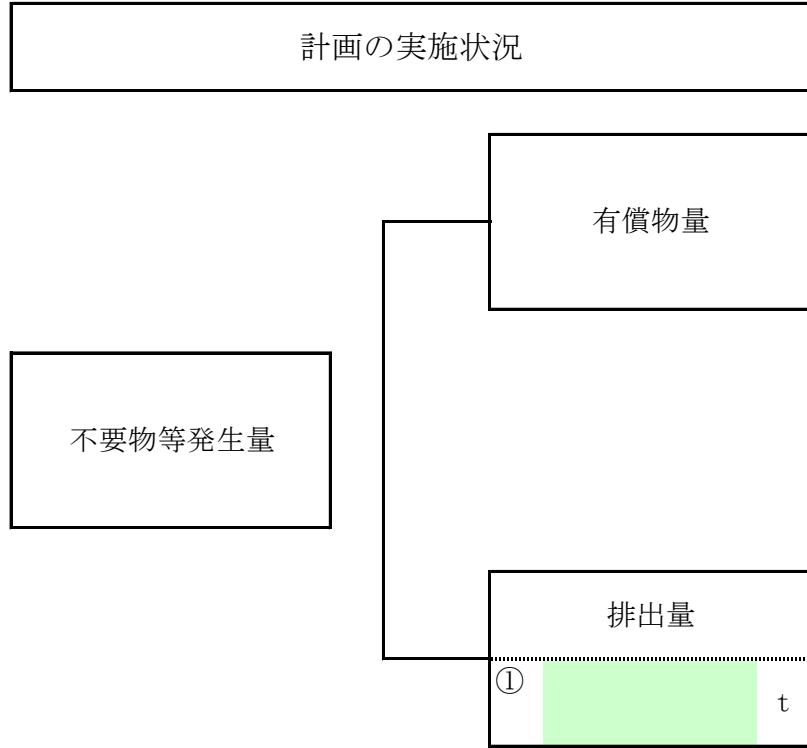 計画の実施状況
有償物量
不要物等発生量
排出量
①
t